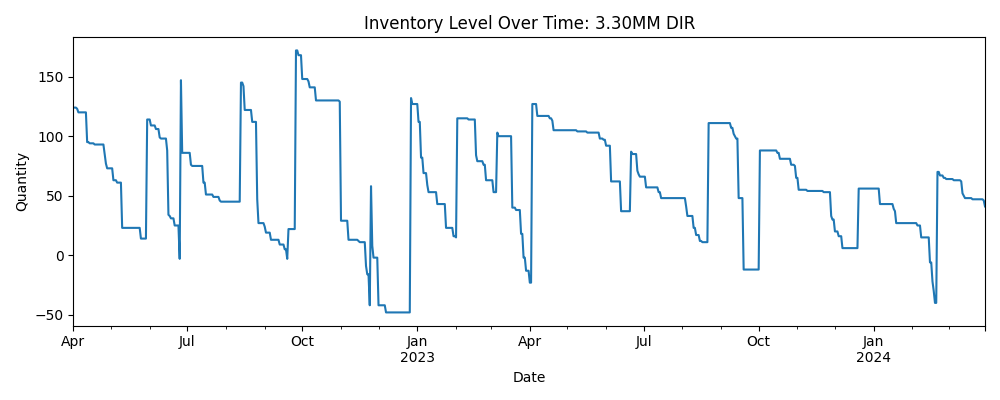 Inventory Level Over Time: 3.30MM DIR
Quantity
150
100
50
0
−50
Apr
Jul
Oct
Jan
2023
Apr
Jul
Oct
Jan
2024
Date